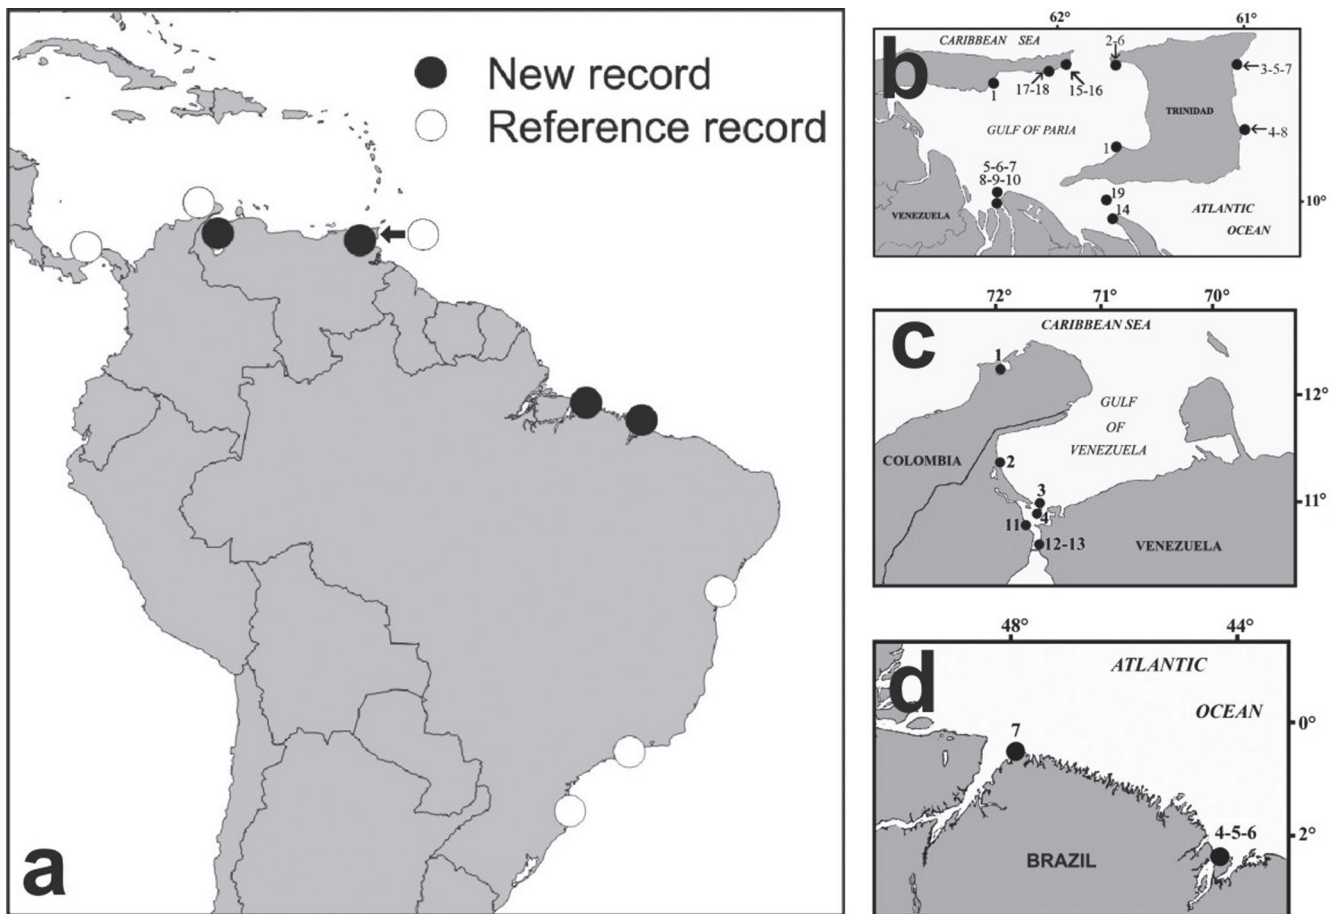 New record
Reference record
a
62°
61°
b
CARIBBEAN SEA
2-6
3-5-7
17-18
15-16
1
TRINIDAD
GULF OF PARIA
4-8
1
5-6-7
8-9-10
19
14
10°
VENEZUELA
ATLANTIC
OCEAN
72°
71°
70°
c
CARIBBEAN SEA
1
12°
GULF
OF
VENEZUELA
COLOMBIA
2
3
11°
4
11
12-13
VENEZUELA
48°
44°
d
ATLANTIC
OCEAN
0°
7
4-5-6
2°
BRAZIL